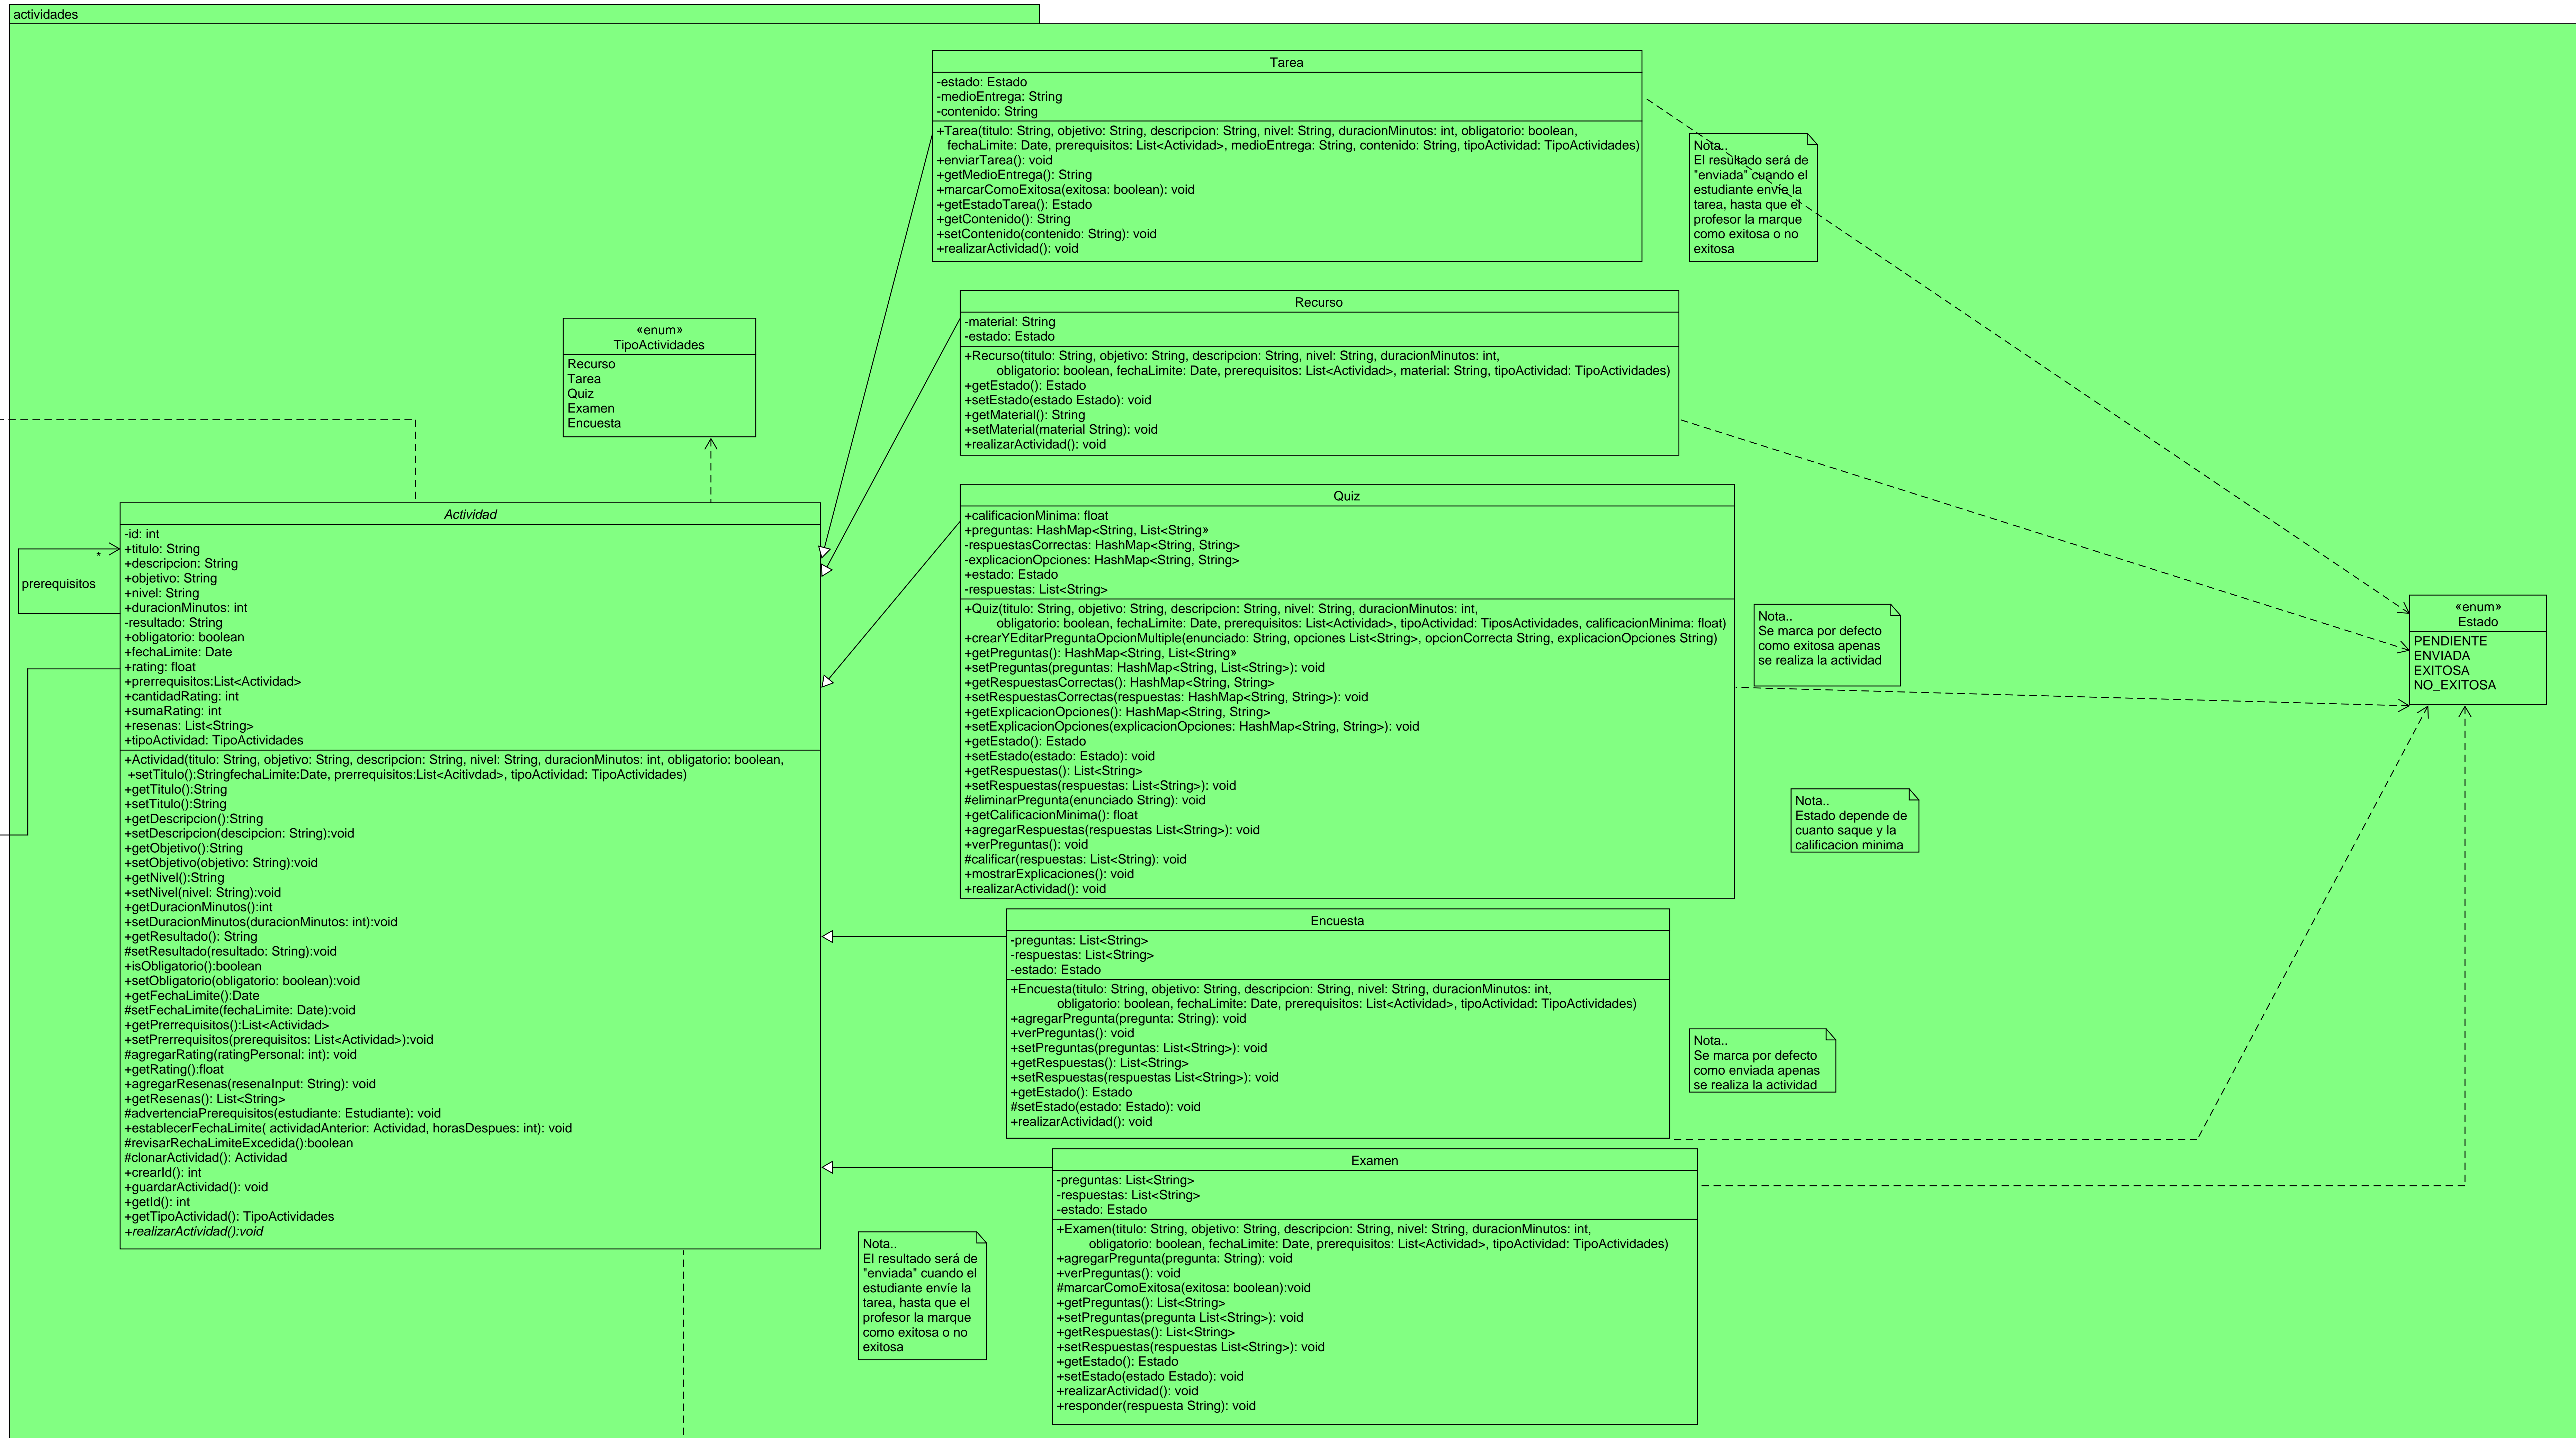 actividades
Tarea
-estado: Estado
-medioEntrega: String
-contenido: String
+Tarea(titulo: String, objetivo: String, descripcion: String, nivel: String, duracionMinutos: int, obligatorio: boolean,
fechaLimite: Date, prerequisitos: List<Actividad>, medioEntrega: String, contenido: String, tipoActividad: TipoActividades)
+enviarTarea(): void
+getMedioEntrega(): String
+marcarComoExitosa(exitosa: boolean): void
+getEstadoTarea(): Estado
+getContenido(): String
+setContenido(contenido: String): void
+realizarActividad(): void
Nota..
El resultado será de
"enviada" cuando el
estudiante envíe la
tarea, hasta que el
profesor la marque
como exitosa o no
exitosa
Recurso
-material: String
-estado: Estado
+Recurso(titulo: String, objetivo: String, descripcion: String, nivel: String, duracionMinutos: int,
obligatorio: boolean, fechaLimite: Date, prerequisitos: List<Actividad>, material: String, tipoActividad: TipoActividades)
+getEstado(): Estado
+setEstado(estado Estado): void
+getMaterial(): String
+setMaterial(material String): void
+realizarActividad(): void
«enum»
TipoActividades
Recurso
Tarea
Quiz
Examen
Encuesta
Actividad
-id: int
+titulo: String
+descripcion: String
+objetivo: String
+nivel: String
+duracionMinutos: int
-resultado: String
+obligatorio: boolean
+fechaLimite: Date
+rating: float
+prerrequisitos:List<Actividad>
+cantidadRating: int
+sumaRating: int
+resenas: List<String>
+tipoActividad: TipoActividades
+Actividad(titulo: String, objetivo: String, descripcion: String, nivel: String, duracionMinutos: int, obligatorio: boolean,
+setTitulo():StringfechaLimite:Date, prerrequisitos:List<Acitivdad>, tipoActividad: TipoActividades)
+getTitulo():String
+setTitulo():String
+getDescripcion():String
+setDescripcion(descipcion: String):void
+getObjetivo():String
+setObjetivo(objetivo: String):void
+getNivel():String
+setNivel(nivel: String):void
+getDuracionMinutos():int
+setDuracionMinutos(duracionMinutos: int):void
+getResultado(): String
#setResultado(resultado: String):void
+isObligatorio():boolean
+setObligatorio(obligatorio: boolean):void
+getFechaLimite():Date
#setFechaLimite(fechaLimite: Date):void
+getPrerrequisitos():List<Actividad>
+setPrerrequisitos(prerequisitos: List<Actividad>):void
#agregarRating(ratingPersonal: int): void
+getRating():float
+agregarResenas(resenaInput: String): void
+getResenas(): List<String>
#advertenciaPrerequisitos(estudiante: Estudiante): void
+establecerFechaLimite( actividadAnterior: Actividad, horasDespues: int): void
#revisarRechaLimiteExcedida():boolean
#clonarActividad(): Actividad
+crearId(): int
+guardarActividad(): void
+getId(): int
+getTipoActividad(): TipoActividades
+realizarActividad():void
*
prerequisitos
Quiz
+calificacionMinima: float
+preguntas: HashMap<String, List<String»
-respuestasCorrectas: HashMap<String, String>
-explicacionOpciones: HashMap<String, String>
+estado: Estado
-respuestas: List<String>
+Quiz(titulo: String, objetivo: String, descripcion: String, nivel: String, duracionMinutos: int,
obligatorio: boolean, fechaLimite: Date, prerequisitos: List<Actividad>, tipoActividad: TiposActividades, calificacionMinima: float)
+crearYEditarPreguntaOpcionMultiple(enunciado: String, opciones List<String>, opcionCorrecta String, explicacionOpciones String)
+getPreguntas(): HashMap<String, List<String»
+setPreguntas(preguntas: HashMap<String, List<String>): void
+getRespuestasCorrectas(): HashMap<String, String>
+setRespuestasCorrectas(respuestas: HashMap<String, String>): void
+getExplicacionOpciones(): HashMap<String, String>
+setExplicacionOpciones(explicacionOpciones: HashMap<String, String>): void
+getEstado(): Estado
+setEstado(estado: Estado): void
+getRespuestas(): List<String>
+setRespuestas(respuestas: List<String>): void
#eliminarPregunta(enunciado String): void
+getCalificacionMinima(): float
+agregarRespuestas(respuestas List<String>): void
+verPreguntas(): void
#calificar(respuestas: List<String): void
+mostrarExplicaciones(): void
+realizarActividad(): void
Nota..
Se marca por defecto
como exitosa apenas
se realiza la actividad
«enum»
Estado
PENDIENTE
ENVIADA
EXITOSA
NO_EXITOSA
Nota..
Estado depende de
cuanto saque y la
calificacion minima
Encuesta
-preguntas: List<String>
-respuestas: List<String>
-estado: Estado
+Encuesta(titulo: String, objetivo: String, descripcion: String, nivel: String, duracionMinutos: int,
obligatorio: boolean, fechaLimite: Date, prerequisitos: List<Actividad>, tipoActividad: TipoActividades)
+agregarPregunta(pregunta: String): void
+verPreguntas(): void
+setPreguntas(preguntas: List<String>): void
+getRespuestas(): List<String>
+setRespuestas(respuestas List<String>): void
+getEstado(): Estado
#setEstado(estado: Estado): void
+realizarActividad(): void
Nota..
Se marca por defecto
como enviada apenas
se realiza la actividad
Examen
-preguntas: List<String>
-respuestas: List<String>
-estado: Estado
+Examen(titulo: String, objetivo: String, descripcion: String, nivel: String, duracionMinutos: int,
obligatorio: boolean, fechaLimite: Date, prerequisitos: List<Actividad>, tipoActividad: TipoActividades)
+agregarPregunta(pregunta: String): void
+verPreguntas(): void
#marcarComoExitosa(exitosa: boolean):void
+getPreguntas(): List<String>
+setPreguntas(pregunta List<String>): void
+getRespuestas(): List<String>
+setRespuestas(respuestas List<String>): void
+getEstado(): Estado
+setEstado(estado Estado): void
+realizarActividad(): void
+responder(respuesta String): void
Nota..
El resultado será de
"enviada" cuando el
estudiante envíe la
tarea, hasta que el
profesor la marque
como exitosa o no
exitosa